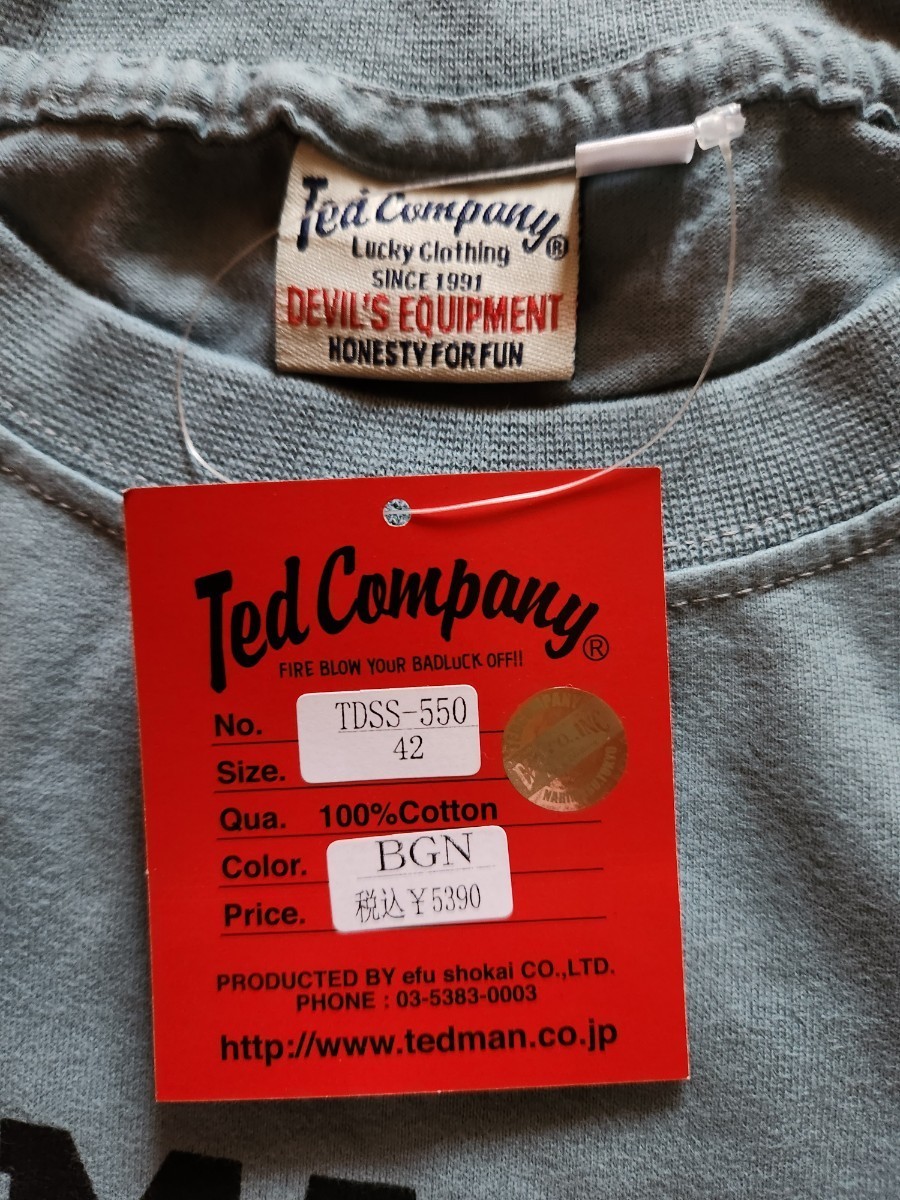 Ted Company®
Lucky Clothing
SINCE 1991
DEVIL'S EQUIPMENT
HONESTY FOR FUN
Ted Company®
FIRE BLOW YOUR BADLUCK OFF!!
No. TDSS-550
Size. 42
Qua. 100%Cotton
Color. BGN
Price. 税込¥5390
PRODUCTED BY efu shokai CO.,LTD.
PHONE : 03-5383-0003
http://www.tedman.co.jp